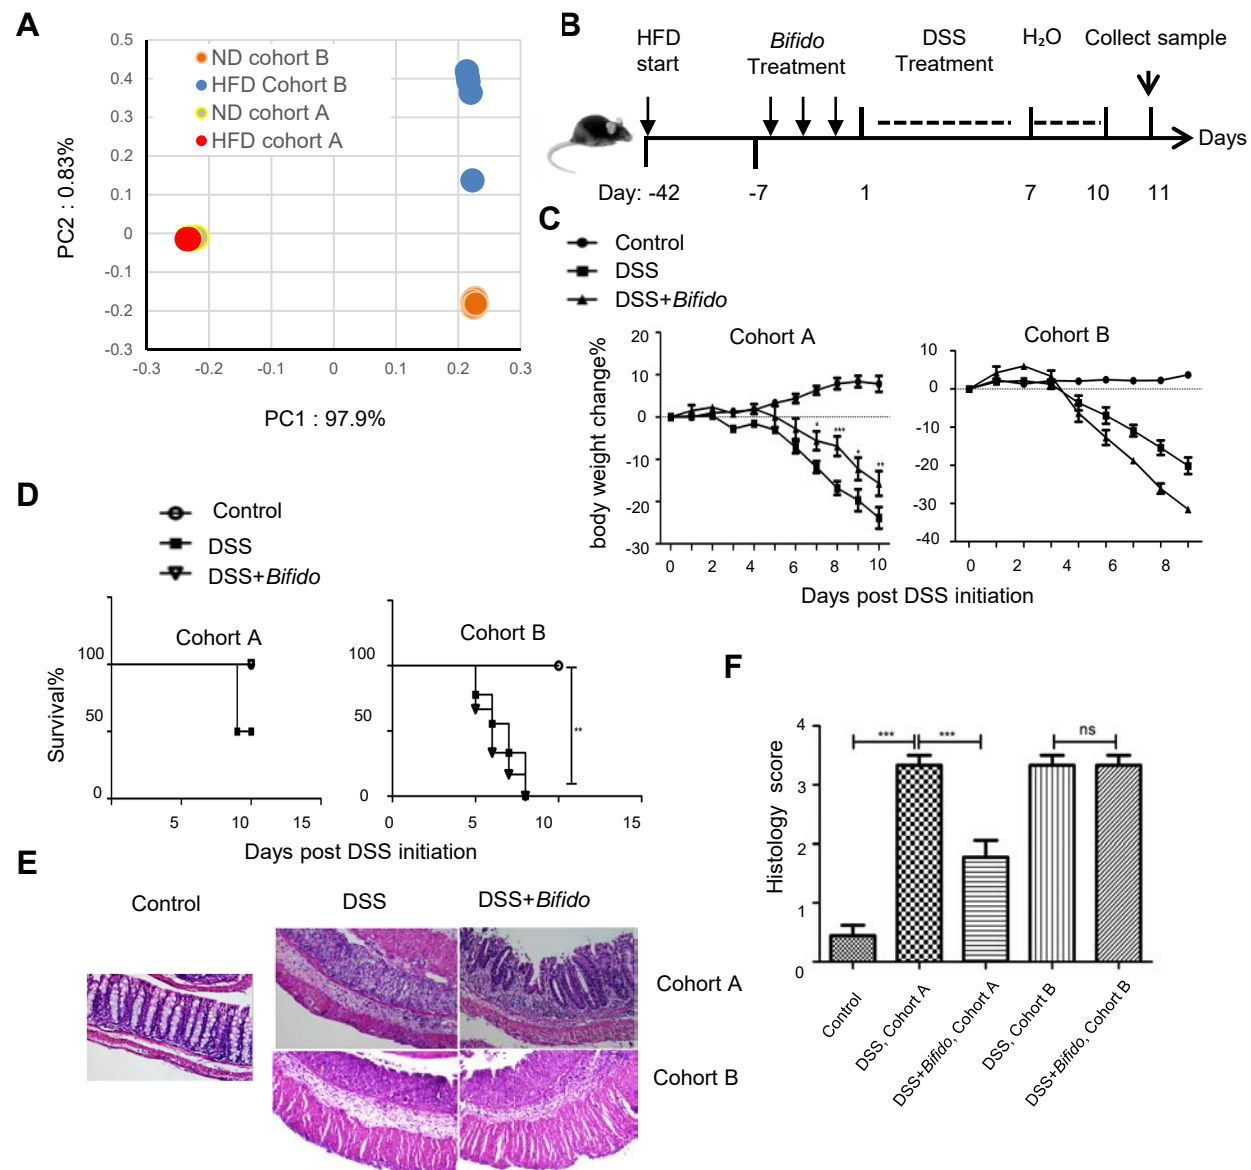 A
0.5
0.4
0.3
0.2
0.1
0
-0.1
-0.2
-0.3
-0.3
-0.2
-0.1
0
0.1
0.2
0.3
PC2 : 0.83%
PC1 : 97.9%
ND cohort B
HFD Cohort B
ND cohort A
HFD cohort A
B
HFD
start
Bifido
Treatment
DSS
Treatment
H₂O
Collect sample
Days
Day: -42
-7
1
7
10
11
C
Control
DSS
DSS+Bifido
Cohort A
20
10
0
-10
-20
-30
0
2
4
6
8
10
body weight change%
* *** * **
Cohort B
10
0
-10
-20
-30
-40
0
2
4
6
8
Days post DSS initiation
D
Control
DSS
DSS+Bifido
Cohort A
100
50
0
5
10
15
Survival%
Cohort B
100
50
0
0
5
10
15
**
Days post DSS initiation
E
Control
DSS
DSS+Bifido
Cohort A
Cohort B
F
4
3
2
1
0
Histology score
***
***
ns
Control
DSS, Cohort A
DSS+Bifido, Cohort A
DSS, Cohort B
DSS+Bifido, Cohort B